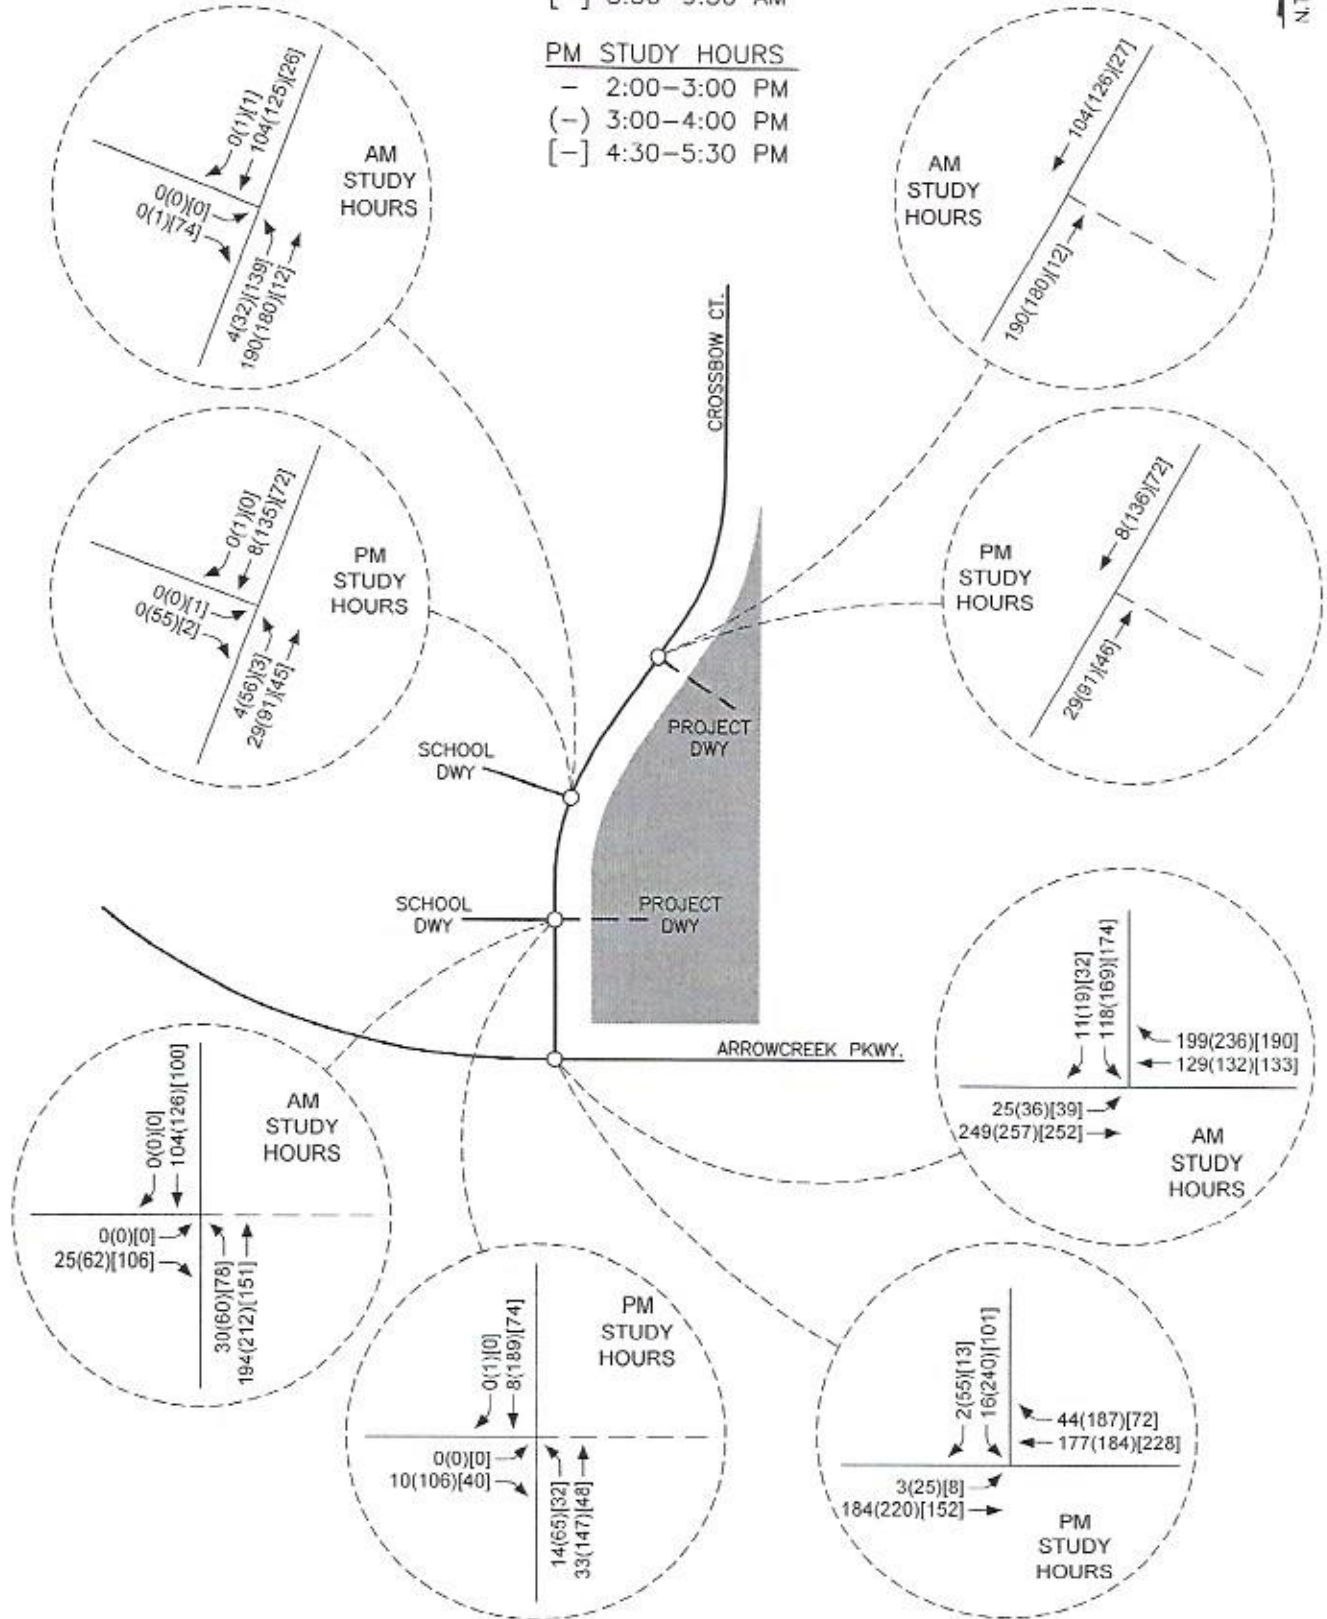 PM STUDY HOURS
- 2:00-3:00 PM
(-) 3:00-4:00 PM
[-] 4:30-5:30 PM
0(1)[1]
104(125)[26]
AM
STUDY
HOURS
0(0)[0]
0(1)[74]
4(32)[139]
190(180)[12]
104(126)[27]
AM
STUDY
HOURS
190(180)[12]
CROSSBOW CT.
0(1)[0]
8(135)[72]
PM
STUDY
HOURS
0(0)[1]
0(55)[2]
4(56)[3]
29(91)[45]
8(136)[72]
PM
STUDY
HOURS
29(91)[46]
PROJECT
DWY
SCHOOL
DWY
SCHOOL
DWY
PROJECT
DWY
ARROWCREEK PKWY.
11(19)[32]
118(169)[174]
199(236)[190]
129(132)[133]
25(36)[39]
249(257)[252]
AM
STUDY
HOURS
0(0)[0]
104(126)[100]
AM
STUDY
HOURS
0(0)[0]
25(62)[106]
30(60)[78]
194(212)[151]
0(1)[0]
8(189)[74]
PM
STUDY
HOURS
0(0)[0]
10(106)[40]
14(65)[32]
33(147)[48]
2(55)[13]
16(240)[101]
44(187)[72]
177(184)[228]
3(25)[8]
184(220)[152]
PM
STUDY
HOURS